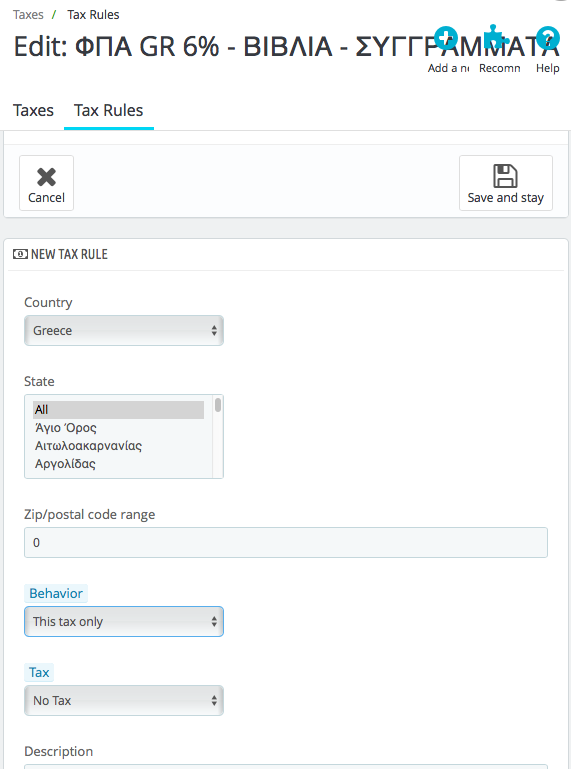 Taxes / Tax Rules
Edit: ΦΠΑ GR 6% - ΒΙΒΛΙΑ - ΣΥΓΓΡΑΜΜΑΤΑ
Add a ne Recomn Help
Taxes Tax Rules
Cancel Save and stay
NEW TAX RULE
Country
Greece
State
All
Άγιο Όρος
Αιτωλοακαρνανίας
Αργολίδας
Zip/postal code range
0
Behavior
This tax only
Tax
No Tax
Description